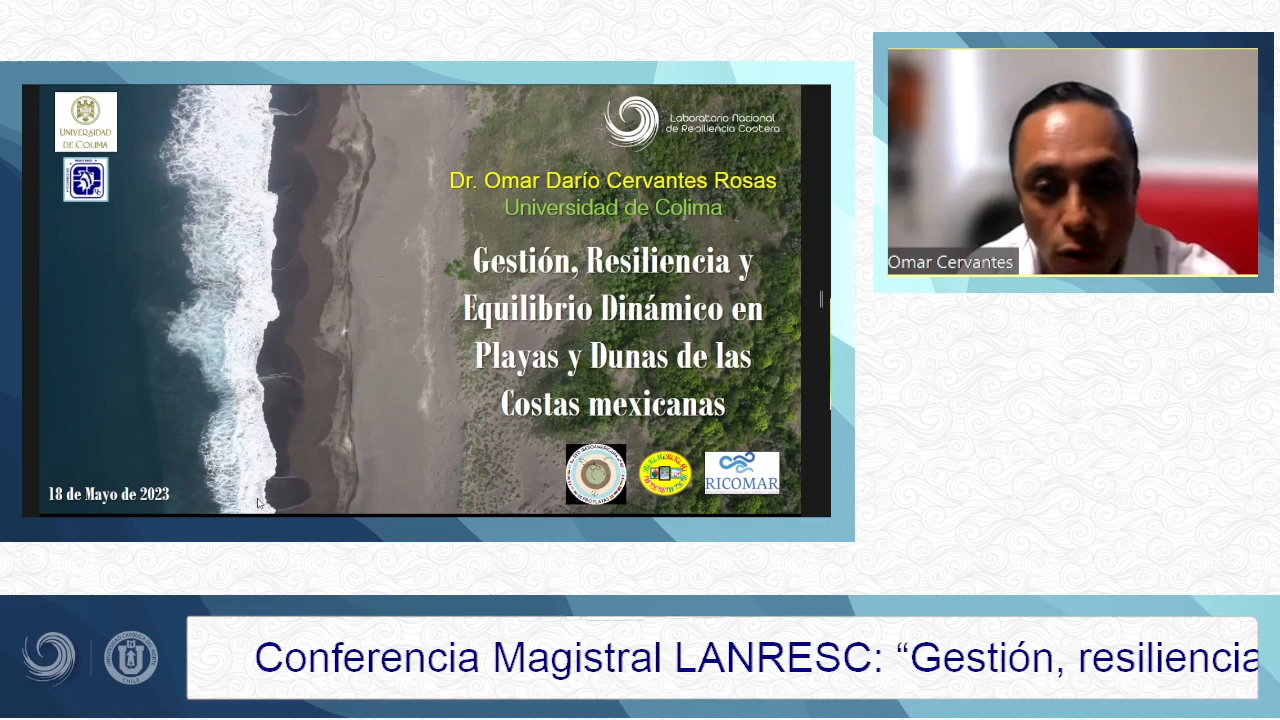 UNIVERSIDAD
DE COLIMA
Laboratorio Nacional
de Resiliencia Costera
Dr. Omar Darío Cervantes Rosas
Universidad de Colima
Gestión, Resiliencia y
Equilibrio Dinámico en
Playas y Dunas de las
Costas mexicanas
RICOMAR
18 de Mayo de 2023
Omar Cervantes
CHILE
Conferencia Magistral LANRESC: “Gestión, resiliencia